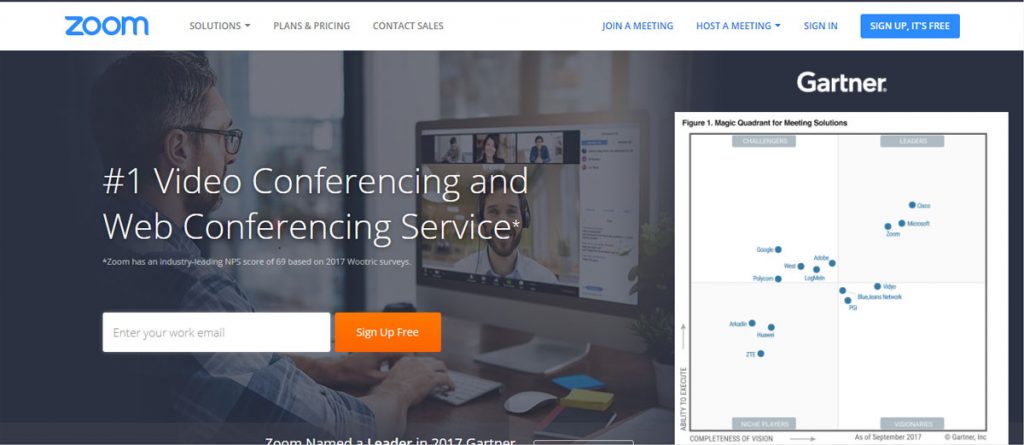 zoom
SOLUTIONS
PLANS & PRICING
CONTACT SALES
JOIN A MEETING
HOST A MEETING
SIGN IN
SIGN UP, IT'S FREE
#1 Video Conferencing and
Web Conferencing Service*
*Zoom has an industry-leading NPS score of 69 based on 2017 Wootric surveys.
Enter your work email
Sign Up Free
Zoom Named a Leader in 2017 Gartner
Gartner
Figure 1. Magic Quadrant for Meeting Solutions
CHALLENGERS
LEADERS
Cisco
Microsoft
Zoom
Google
Adobe
West
LogMeIn
Polycom
Vidyo
BlueJeans Network
PGi
Arkadin
Huawei
ZTE
ABILITY TO EXECUTE
NICHE PLAYERS
VISIONARIES
COMPLETENESS OF VISION
As of September 2017
© Gartner, Inc